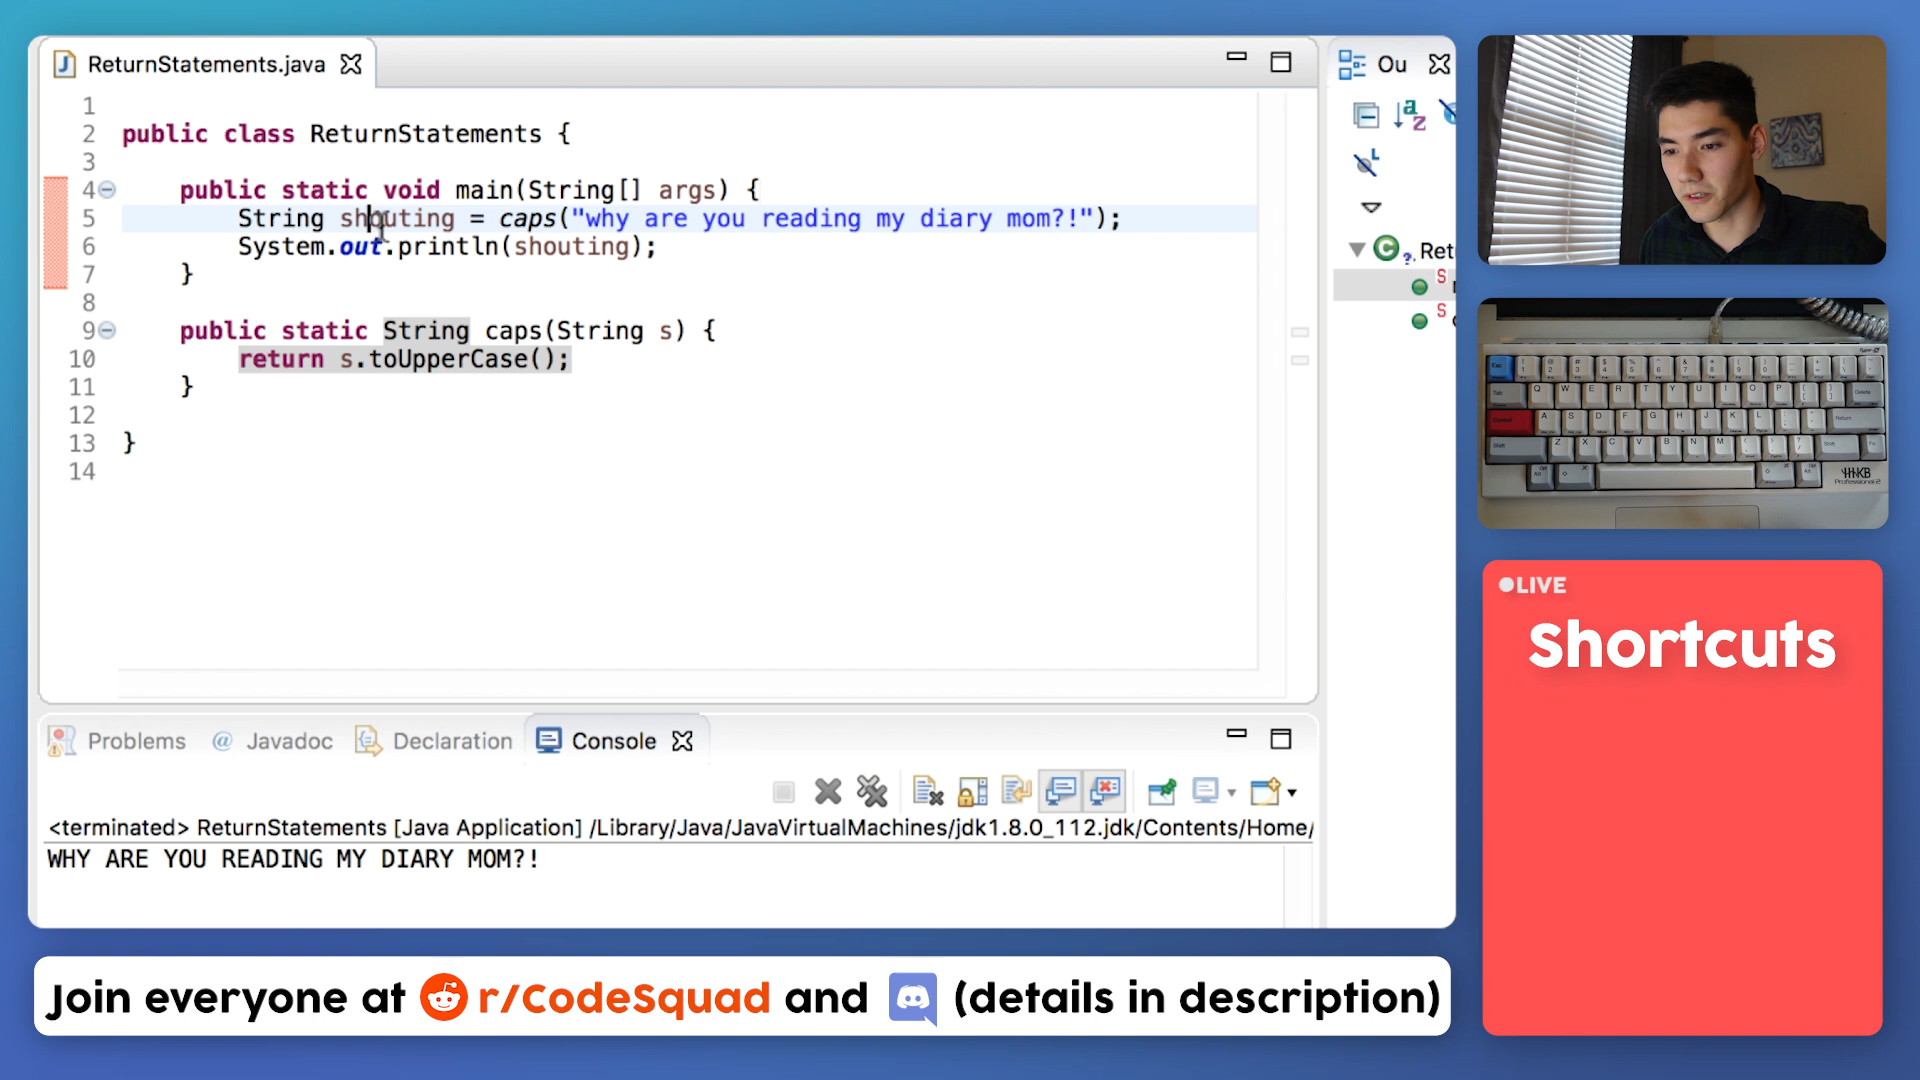 ReturnStatements.java
Ou
1
2 public class ReturnStatements {
3
4 public static void main(String[] args) {
5 String shouting = caps("why are you reading my diary mom?!");
6 System.out.println(shouting);
7 }
8
9 public static String caps(String s) {
10 return s.toUpperCase();
11 }
12
13 }
14
Ret
Problems @ Javadoc Declaration Console
<terminated> ReturnStatements [Java Application] /Library/Java/JavaVirtualMachines/jdk1.8.0_112.jdk/Contents/Home/
WHY ARE YOU READING MY DIARY MOM?!
HHKB
Professional 2
LIVE
Shortcuts
Join everyone at r/CodeSquad and (details in description)